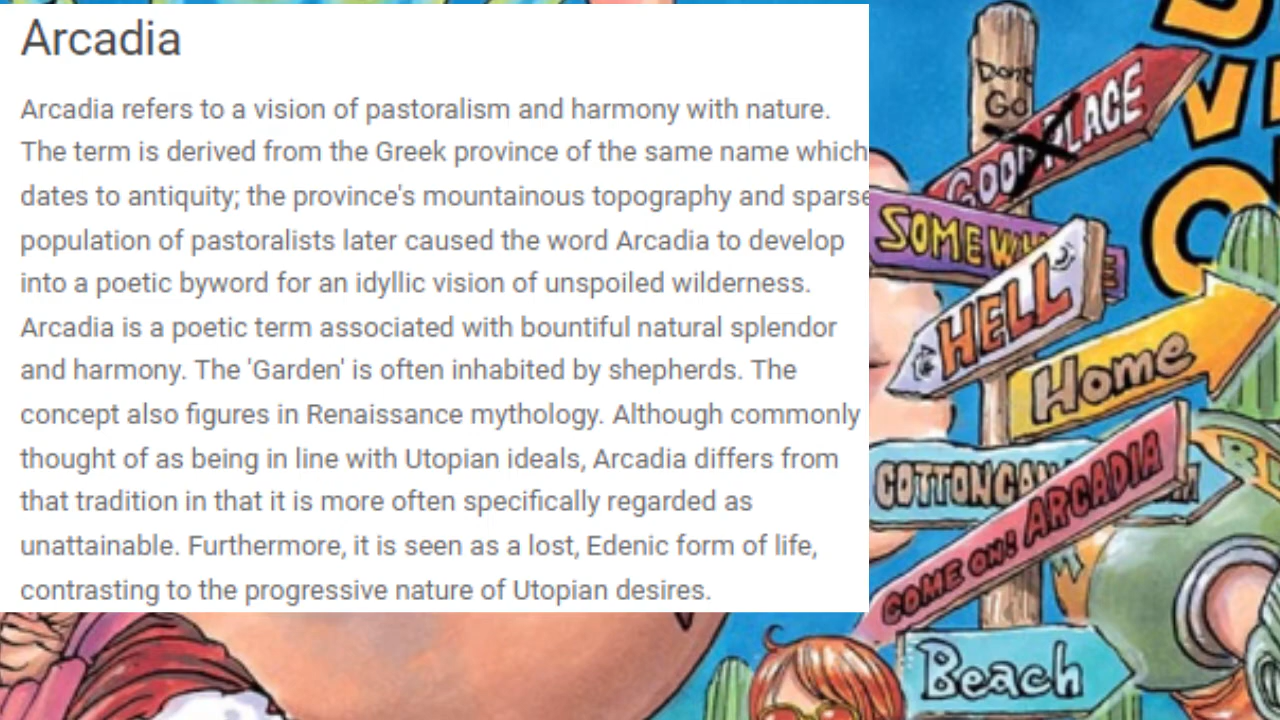 Arcadia
Arcadia refers to a vision of pastoralism and harmony with nature.
The term is derived from the Greek province of the same name which
dates to antiquity; the province's mountainous topography and sparse
population of pastoralists later caused the word Arcadia to develop
into a poetic byword for an idyllic vision of unspoiled wilderness.
Arcadia is a poetic term associated with bountiful natural splendor
and harmony. The 'Garden' is often inhabited by shepherds. The
concept also figures in Renaissance mythology. Although commonly
thought of as being in line with Utopian ideals, Arcadia differs from
that tradition in that it is more often specifically regarded as
unattainable. Furthermore, it is seen as a lost, Edenic form of life,
contrasting to the progressive nature of Utopian desires.
Don't
Go
GOOD PLACE
HELL
Home
COME ON! ARCADIA
Beach